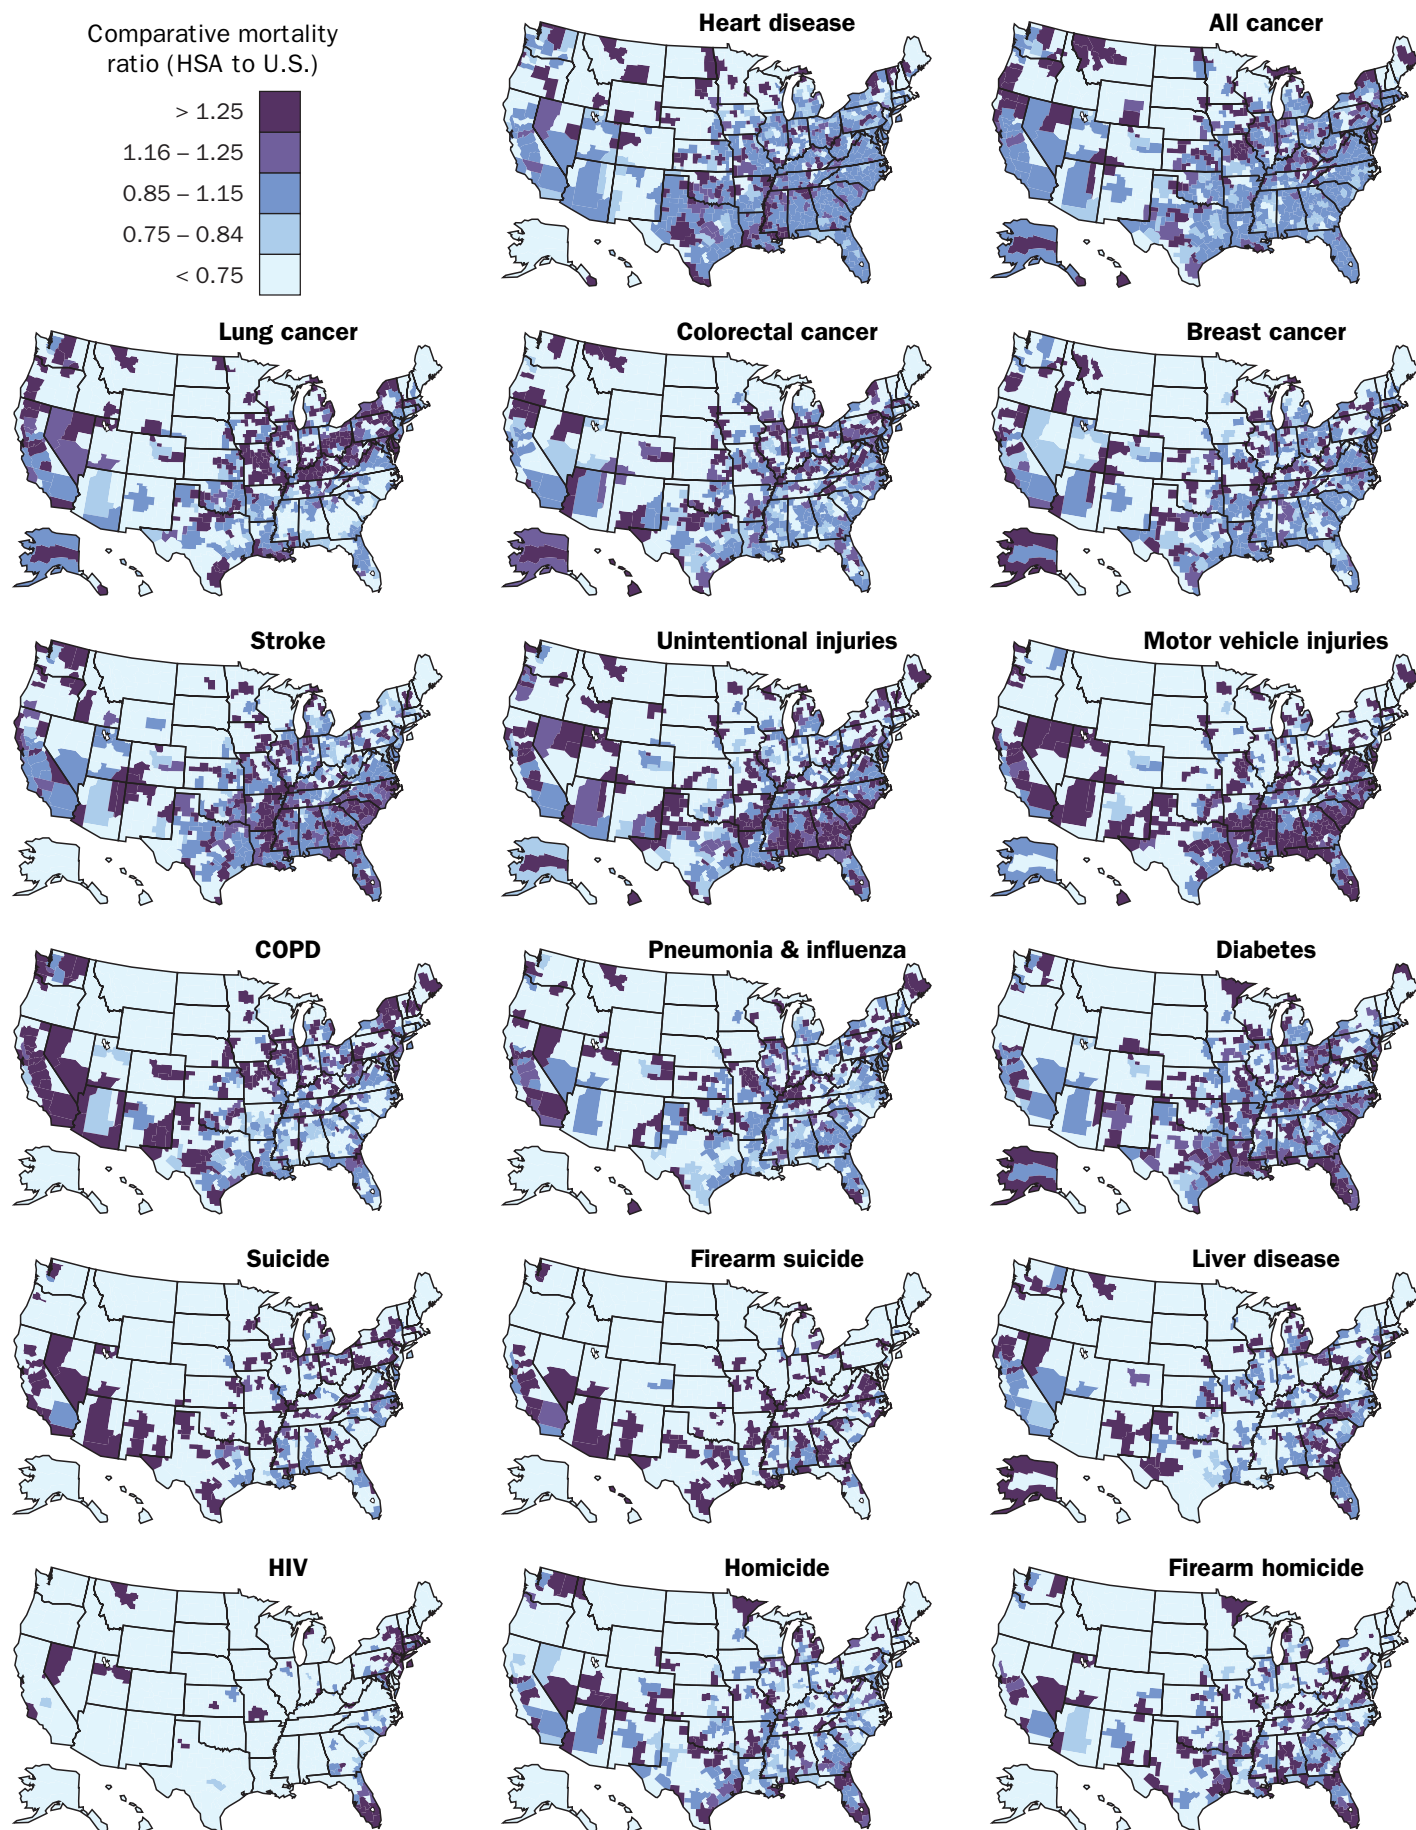 Comparative mortality
ratio (HSA to U.S.)
> 1.25
1.16 – 1.25
0.85 – 1.15
0.75 – 0.84
< 0.75
Heart disease
All cancer
Lung cancer
Colorectal cancer
Breast cancer
Stroke
Unintentional injuries
Motor vehicle injuries
COPD
Pneumonia & influenza
Diabetes
Suicide
Firearm suicide
Liver disease
HIV
Homicide
Firearm homicide